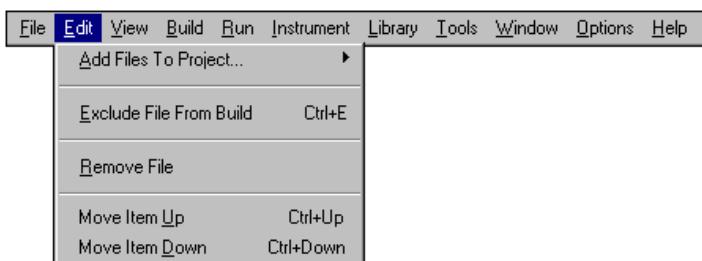 File Edit View Build Run Instrument Library Tools Window Options Help
Add Files To Project...
Exclude File From Build Ctrl+E
Remove File
Move Item Up Ctrl+Up
Move Item Down Ctrl+Down